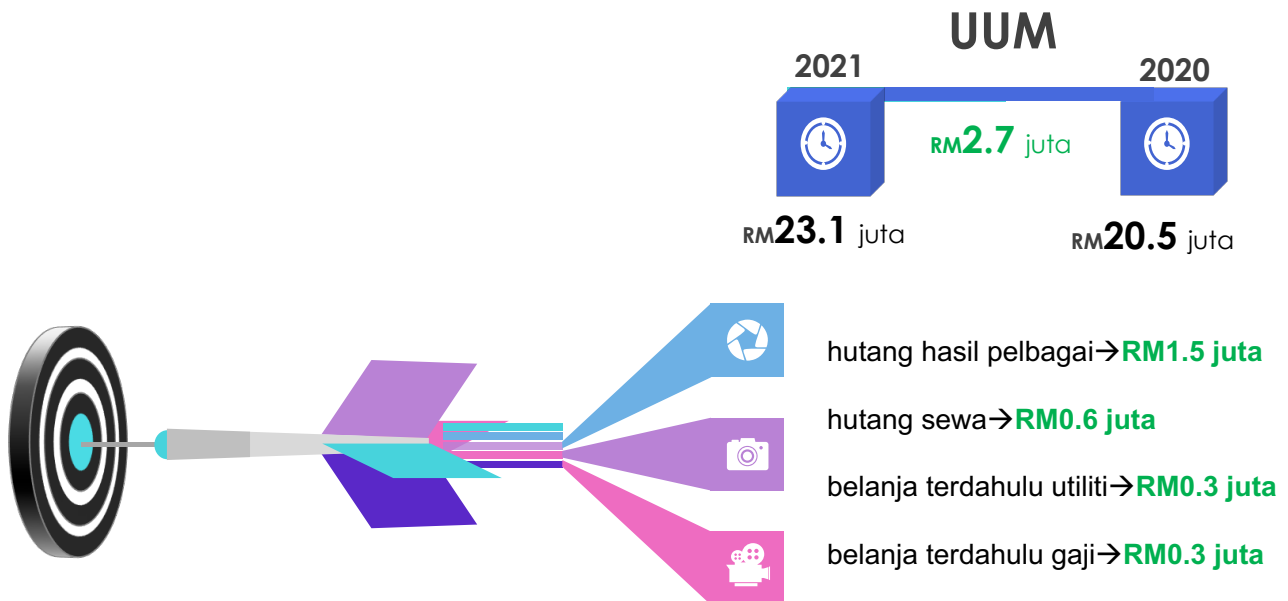 UUM
2021
2020
RM2.7 juta
RM23.1 juta
RM20.5 juta
hutang hasil pelbagai→RM1.5 juta
hutang sewa→RM0.6 juta
belanja terdahulu utiliti→RM0.3 juta
belanja terdahulu gaji→RM0.3 juta